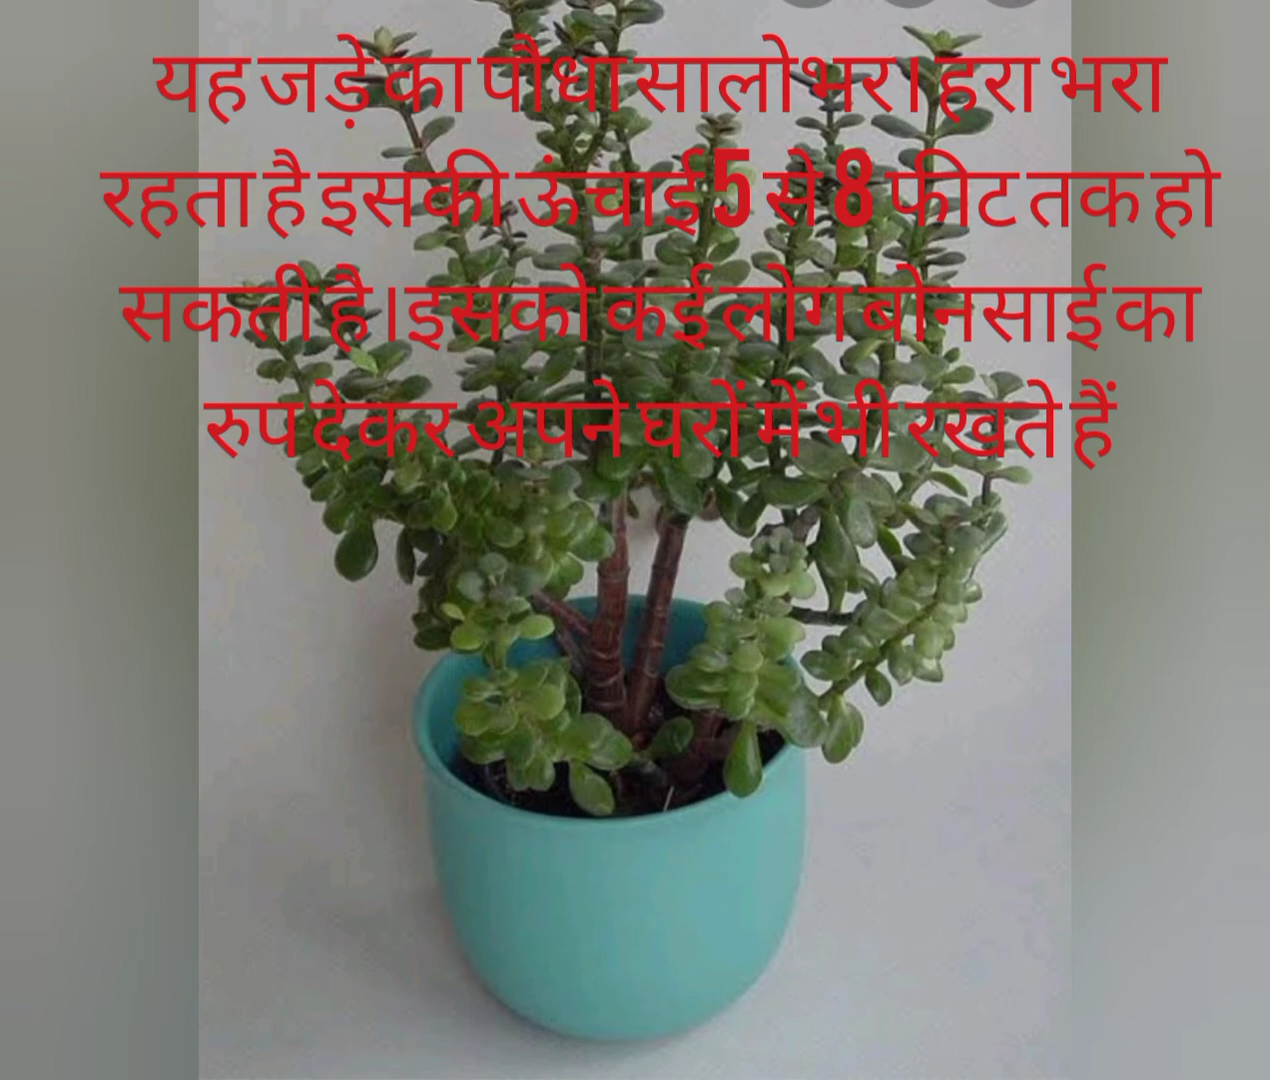 यह जड़े का पौधा सालो भर। हरा भरा
रहता है इसकी ऊंचाई 5 से 8 फीट तक हो
सकती है।इसको कई लोग बोनसाई का
रुप देकर अपने घरों में भी रखते हैं